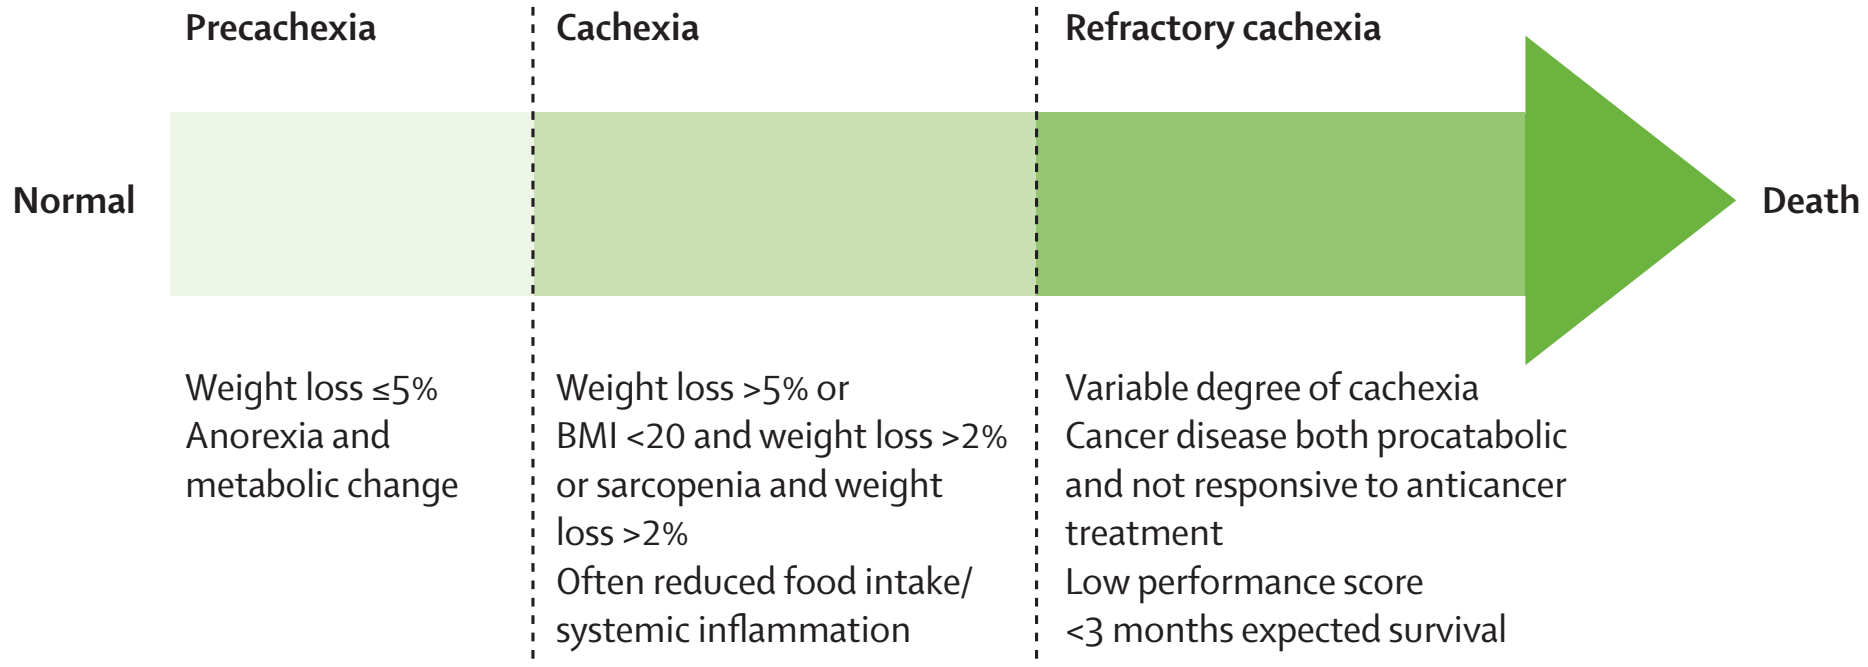 Precachexia
Cachexia
Refractory cachexia
Normal
Death
Weight loss ≤5%
Anorexia and
metabolic change
Weight loss >5% or
BMI <20 and weight loss >2%
or sarcopenia and weight
loss >2%
Often reduced food intake/
systemic inflammation
Variable degree of cachexia
Cancer disease both procatabolic
and not responsive to anticancer
treatment
Low performance score
<3 months expected survival